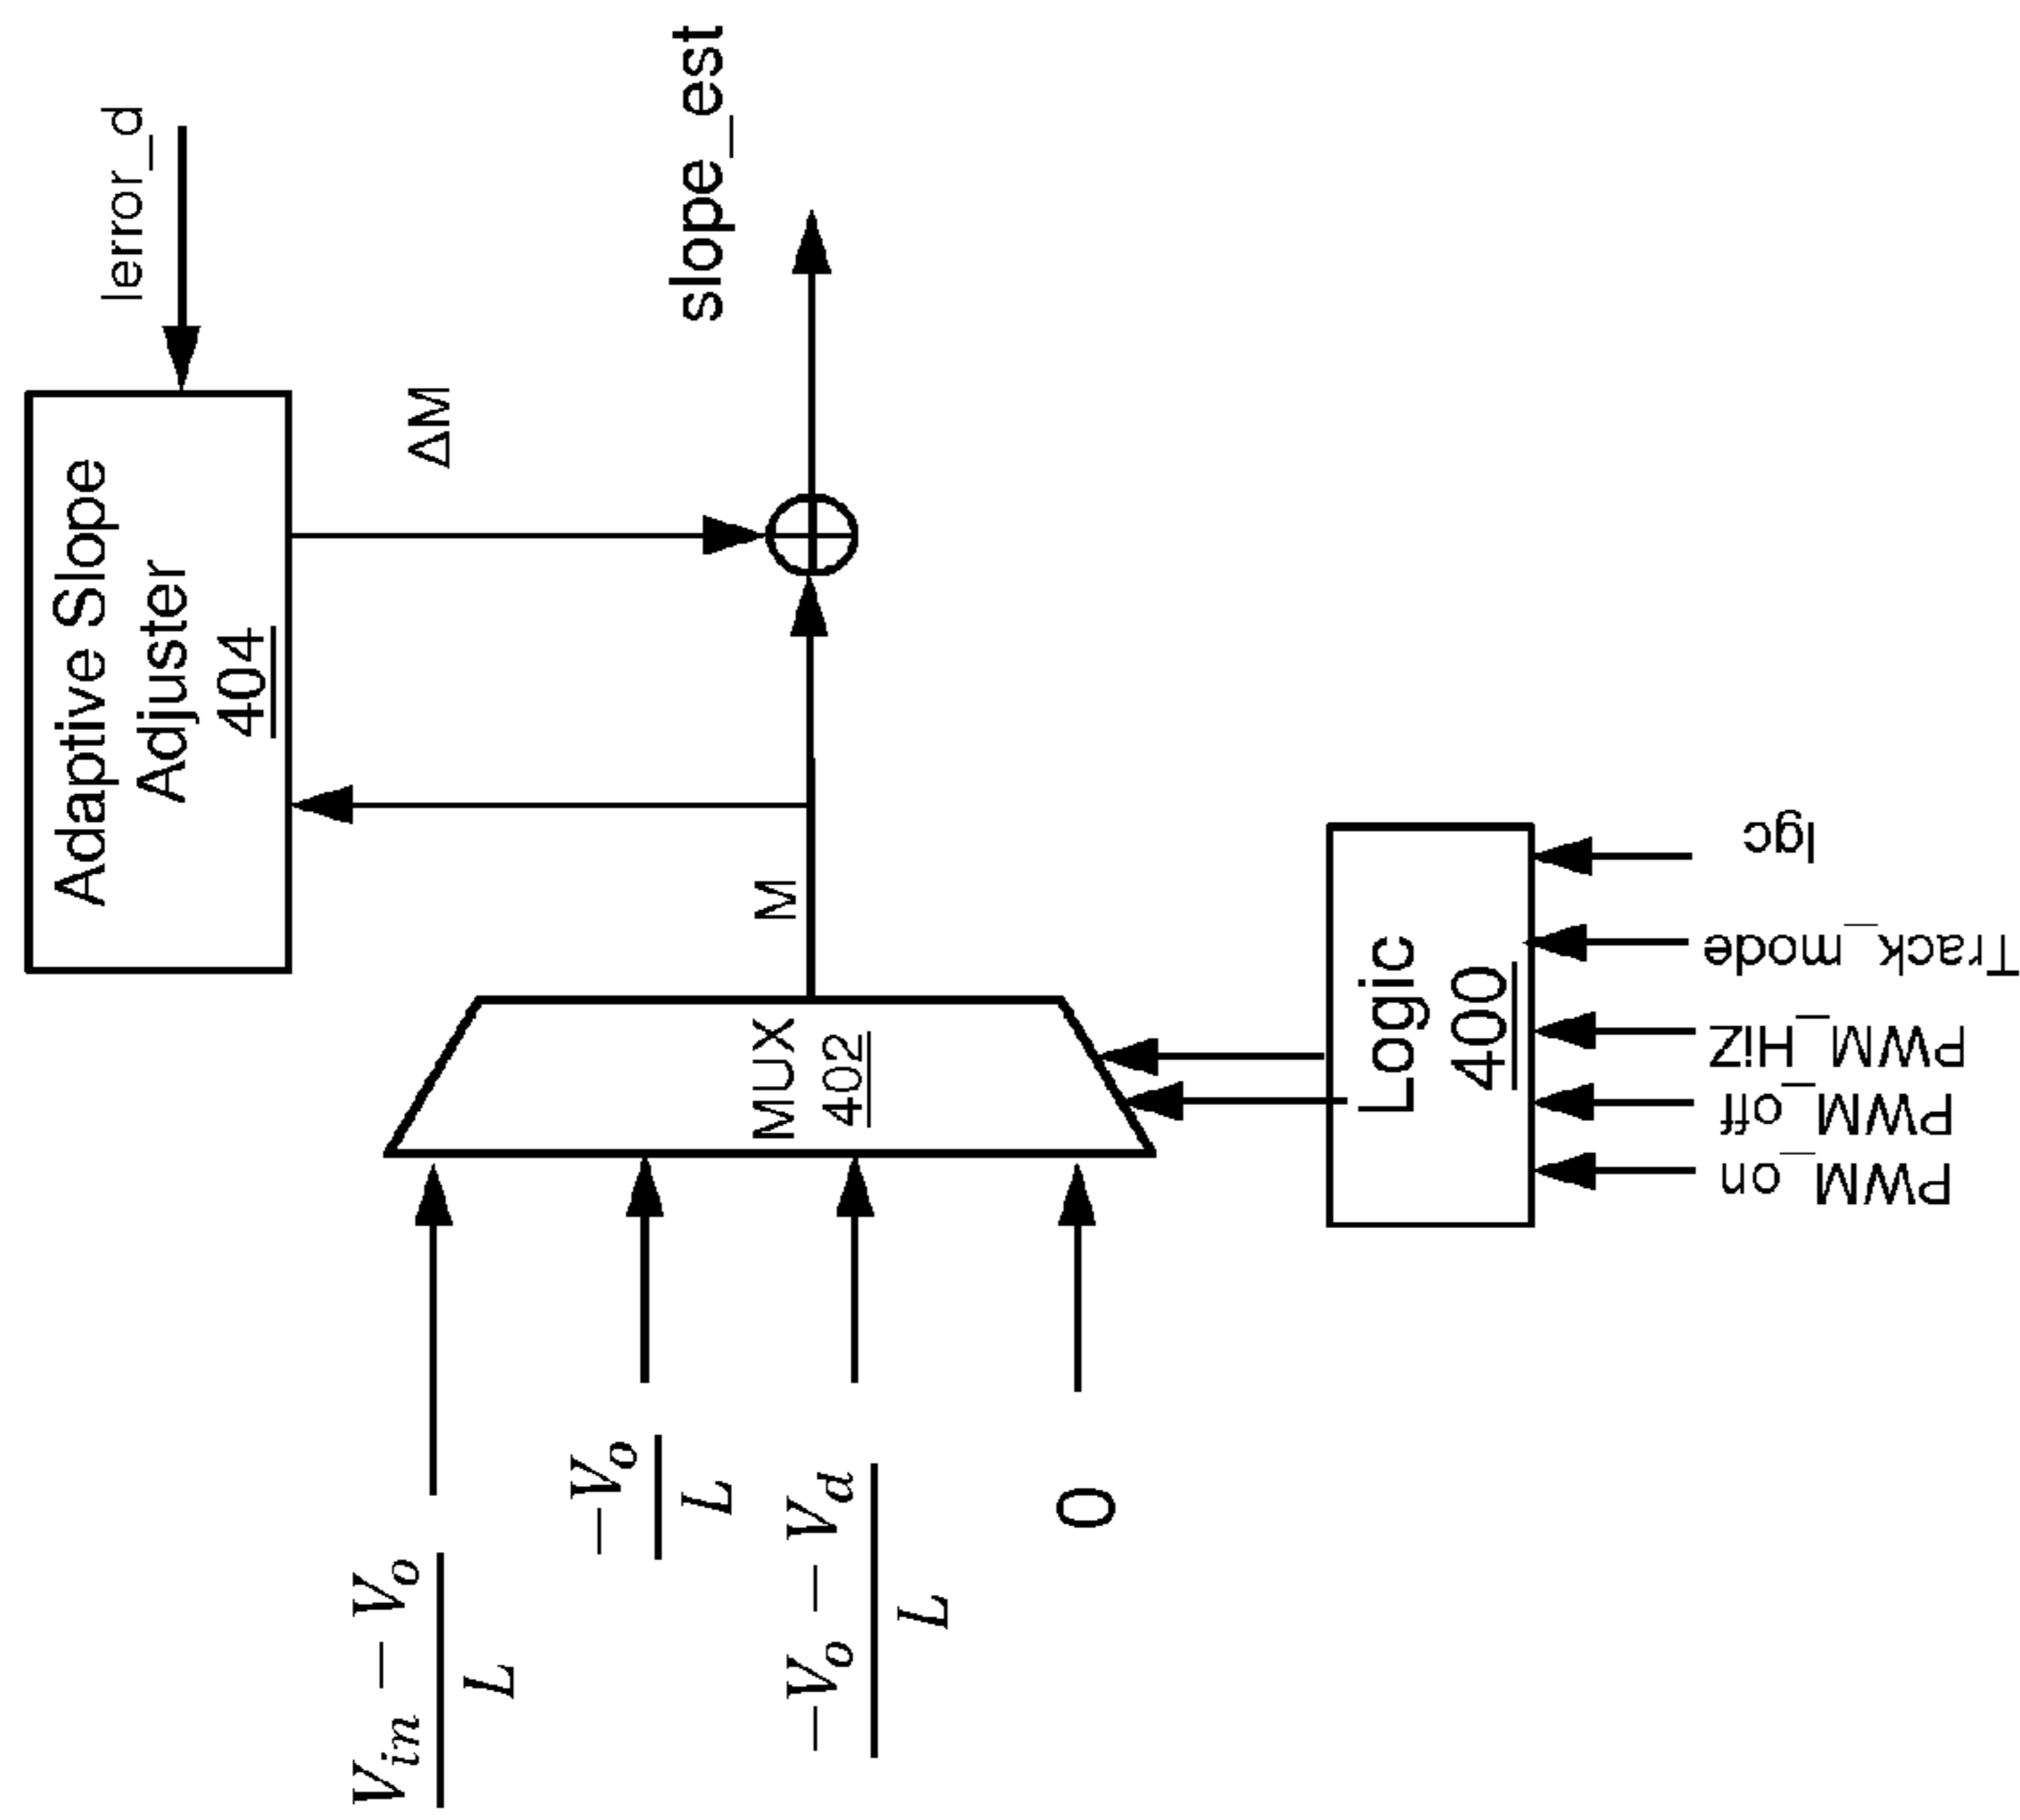 Adaptive Slope
Adjuster
404
Ierror_d
ΔM
slope_est
M
MUX
402
V_in − V_o
L
−V_o
L
−V_o − V_d
L
0
Logic
400
PWM_on
PWM_off
PWM_HiZ
Track_mode
Igc